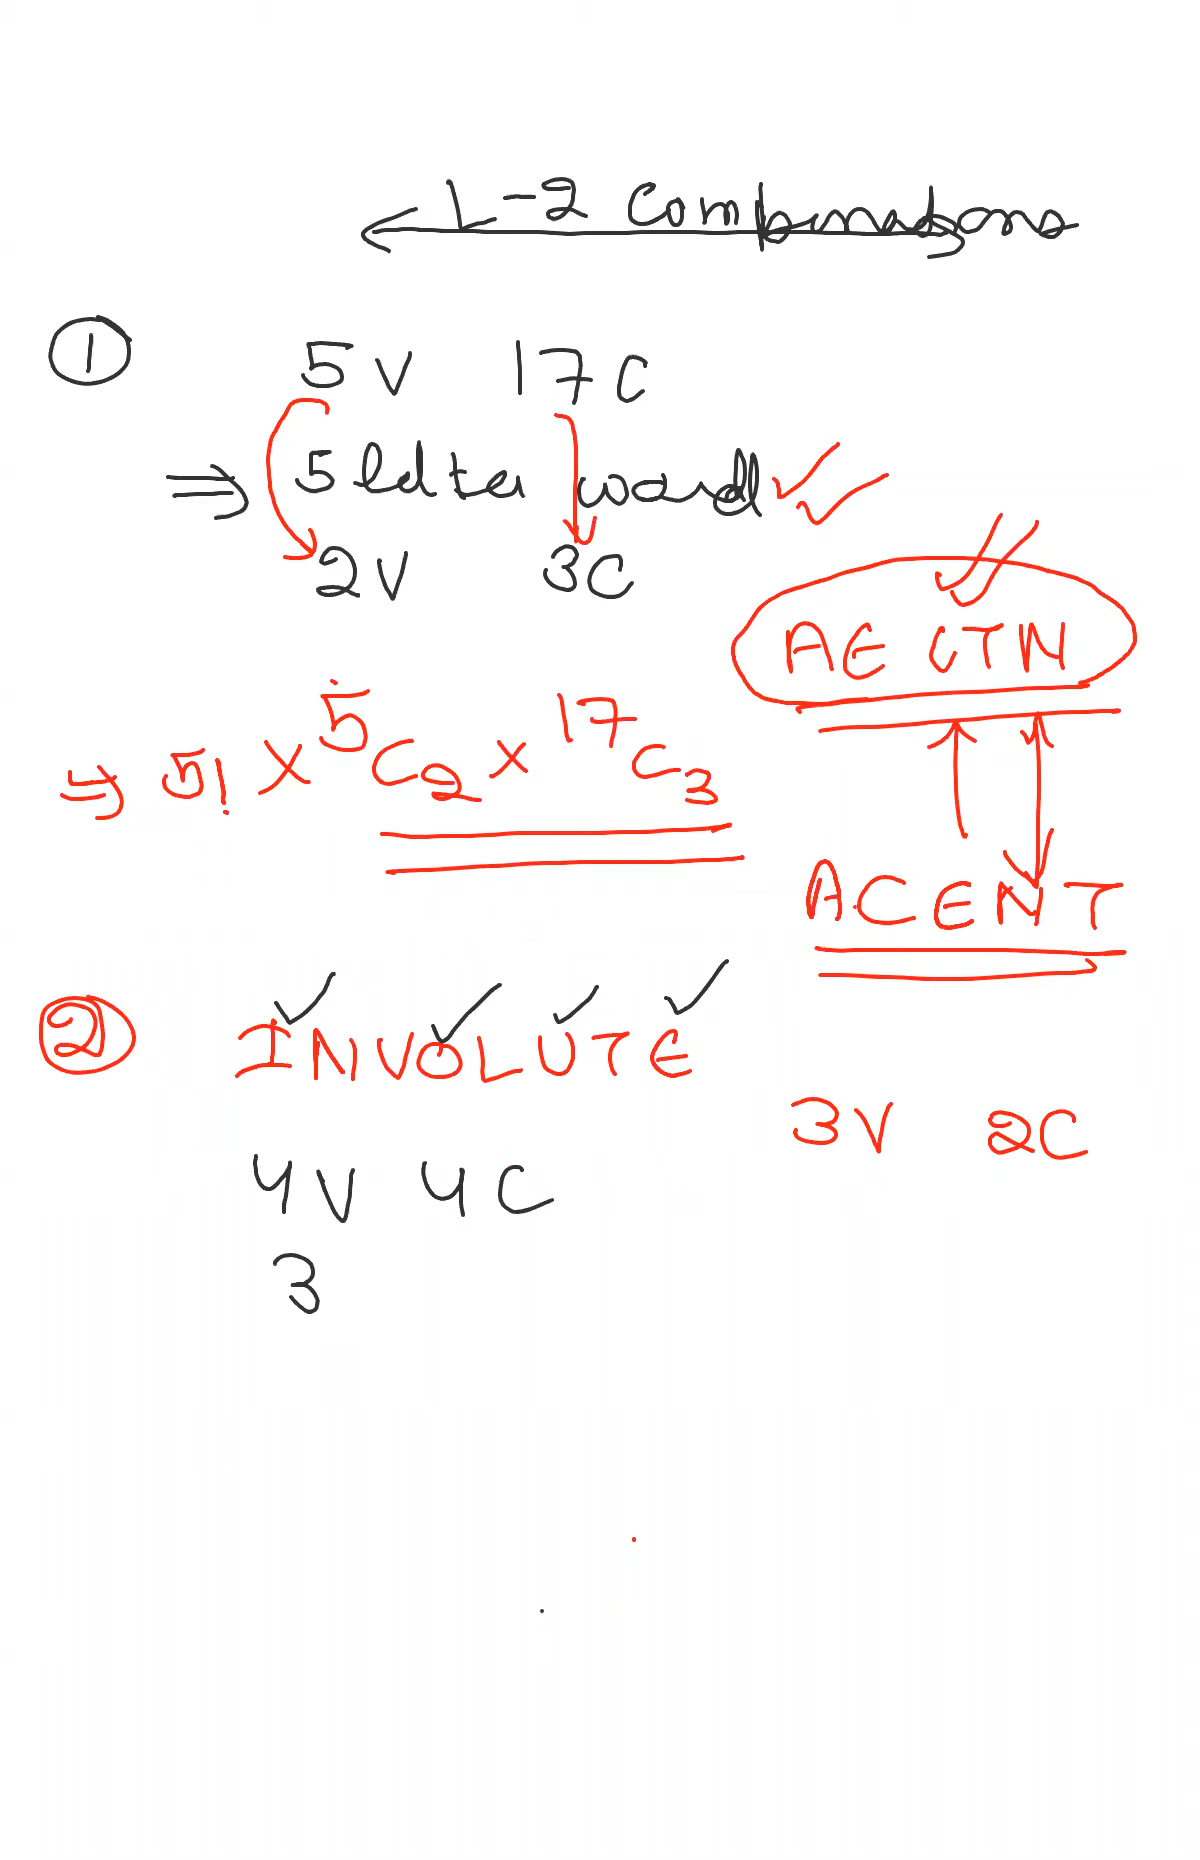 L-2 Combinations
① 5V 17C
⇒ 5 letter word
2V 3C
AE CTN
⇒ 5! × ⁵C₂ × ¹⁷C₃
ACENT
② INVOLUTE
3V 2C
4V 4C
3